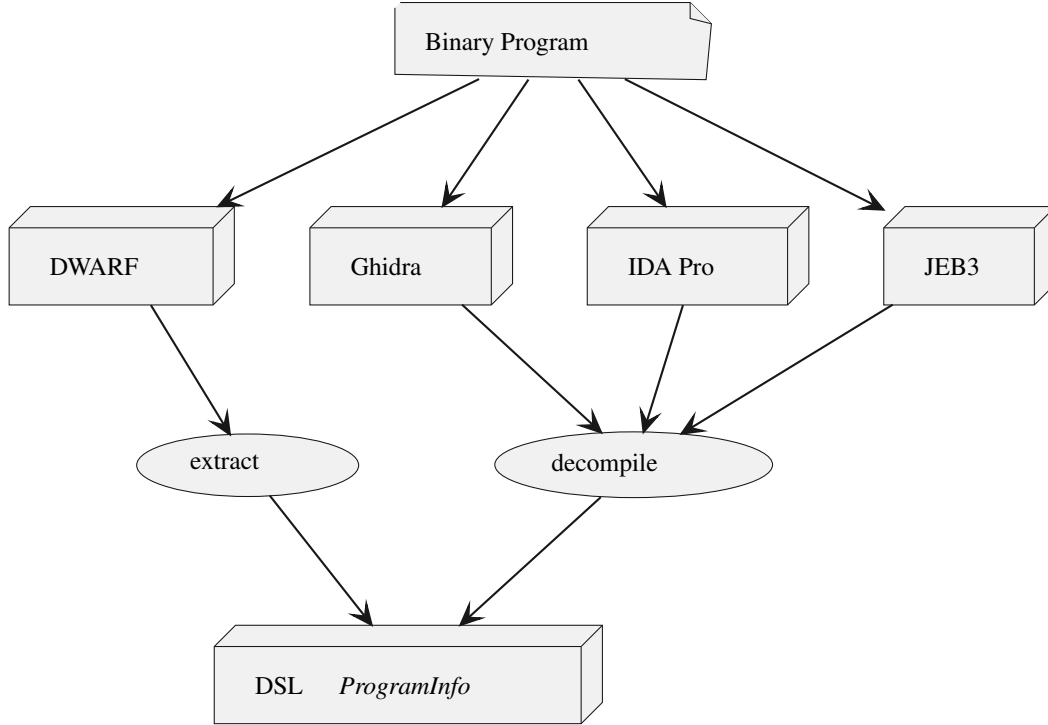 Binary Program
DWARF
Ghidra
IDA Pro
JEB3
extract
decompile
DSL ProgramInfo